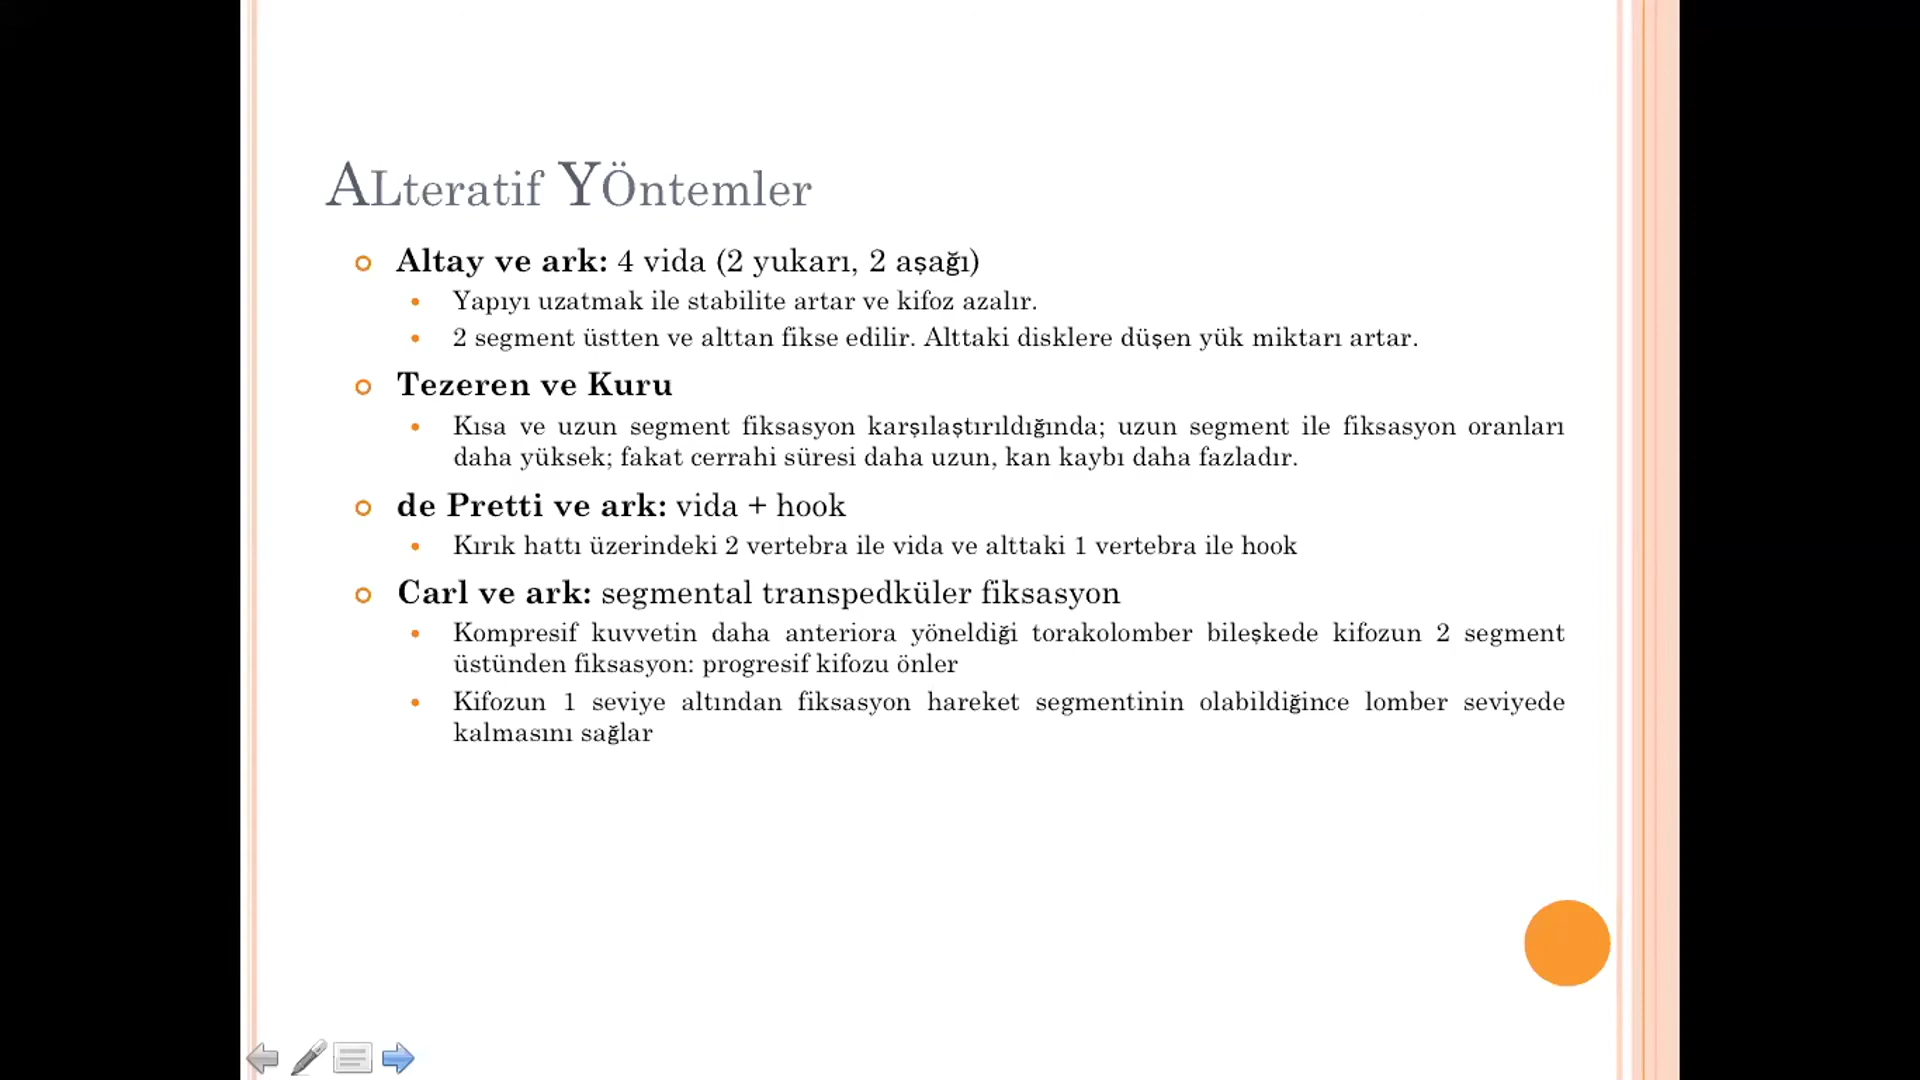 ALteratif YÖntemler
Altay ve ark: 4 vida (2 yukarı, 2 aşağı)
Yapıyı uzatmak ile stabilite artar ve kifoz azalır.
2 segment üstten ve alttan fikse edilir. Alttaki disklere düşen yük miktarı artar.
Tezeren ve Kuru
Kısa ve uzun segment fiksasyon karşılaştırıldığında; uzun segment ile fiksasyon oranları
daha yüksek; fakat cerrahi süresi daha uzun, kan kaybı daha fazladır.
de Pretti ve ark: vida + hook
Kırık hattı üzerindeki 2 vertebra ile vida ve alttaki 1 vertebra ile hook
Carl ve ark: segmental transpedküler fiksasyon
Kompresif kuvvetin daha anteriora yöneldiği torakolomber bileşkede kifozun 2 segment
üstünden fiksasyon: progresif kifozu önler
Kifozun 1 seviye altından fiksasyon hareket segmentinin olabildiğince lomber seviyede
kalmasını sağlar